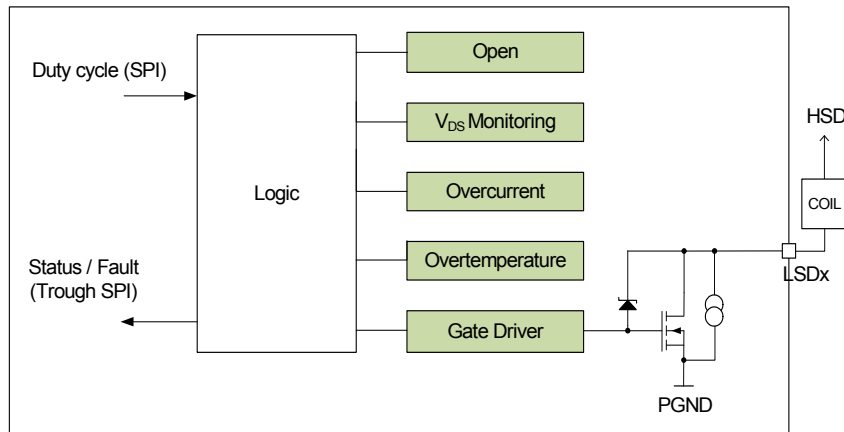 Duty cycle (SPI)
Logic
Status / Fault
(Trough SPI)
Open
VDS Monitoring
Overcurrent
Overtemperature
Gate Driver
HSD
COIL
LSDx
PGND